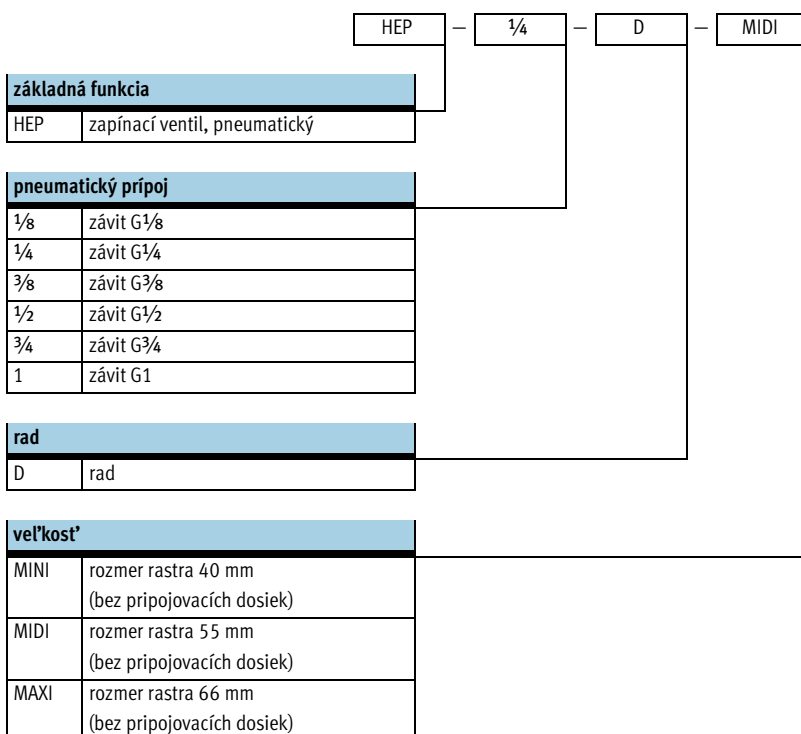 HEP – ¼ – D – MIDI
základná funkcia
HEP zapínací ventil, pneumatický
pneumatický prípoj
⅛ závit G⅛
¼ závit G¼
⅜ závit G⅜
½ závit G½
¾ závit G¾
1 závit G1
rad
D rad
veľkosť
MINI rozmer rastra 40 mm
(bez pripojovacích dosiek)
MIDI rozmer rastra 55 mm
(bez pripojovacích dosiek)
MAXI rozmer rastra 66 mm
(bez pripojovacích dosiek)